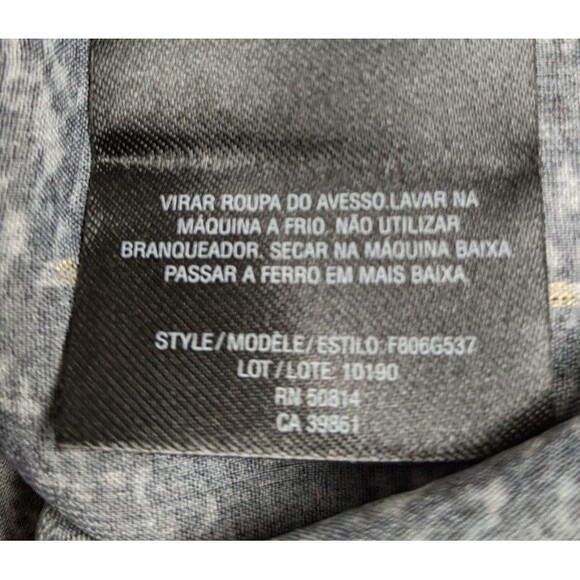 VIRAR ROUPA DO AVESSO.LAVAR NA
MÁQUINA A FRIO. NÃO UTILIZAR
BRANQUEADOR. SECAR NA MÁQUINA BAIXA.
PASSAR A FERRO EM MAIS BAIXA.
STYLE/MODÈLE/ESTILO: F806G537
LOT/LOTE: 10190
RN 50814
CA 39861